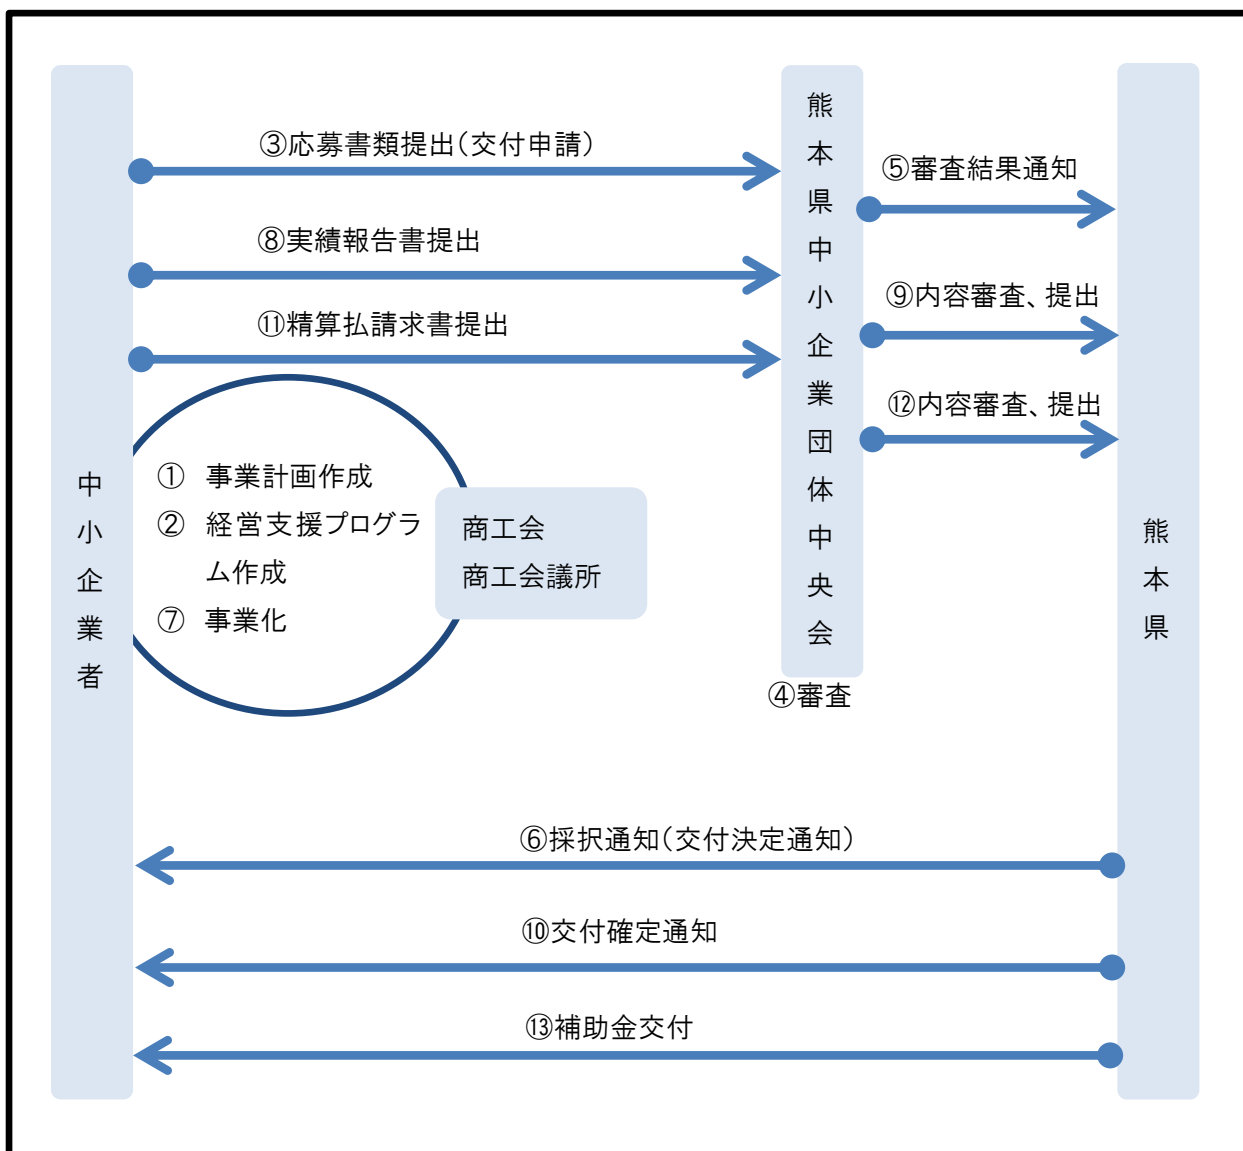 ③応募書類提出（交付申請）
⑧実績報告書提出
⑪精算払請求書提出
中小企業者
① 事業計画作成
② 経営支援プログラ
ム作成
⑦ 事業化
商工会
商工会議所
熊本県中小企業団体中央会
④審査
⑤審査結果通知
⑨内容審査、提出
⑫内容審査、提出
熊本県
⑥採択通知（交付決定通知）
⑩交付確定通知
⑬補助金交付